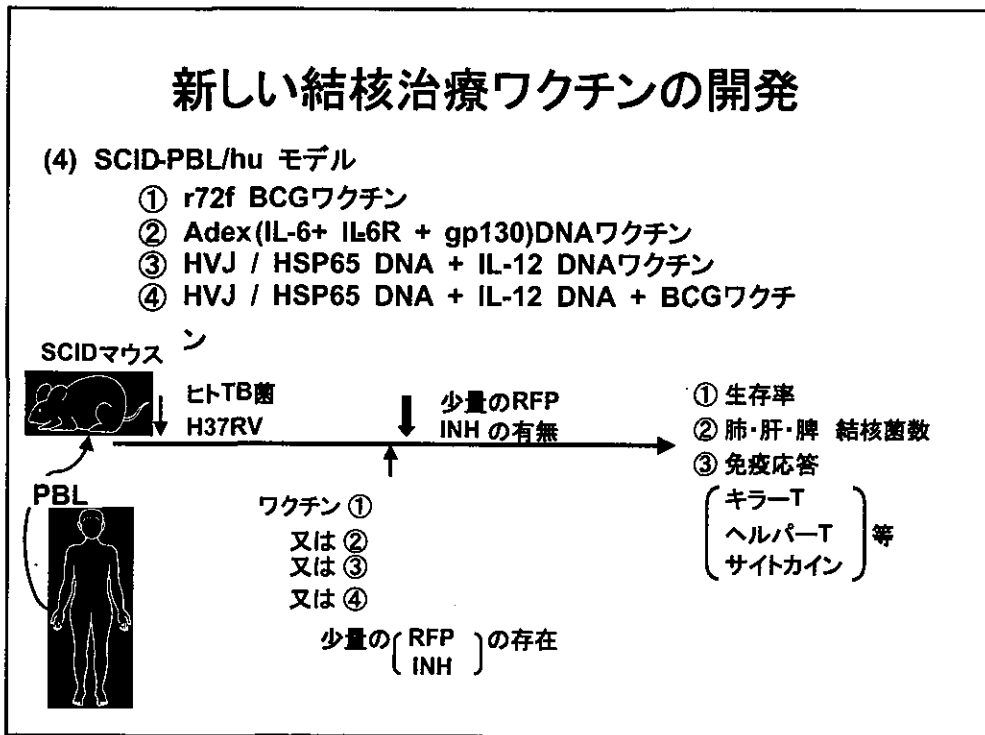 新しい結核治療ワクチンの開発
(4) SCID-PBL/hu モデル
① r72f BCGワクチン
② Adex(IL-6+ IL-6R + gp130)DNAワクチン
③ HVJ / HSP65 DNA + IL-12 DNAワクチン
④ HVJ / HSP65 DNA + IL-12 DNA + BCGワクチ
ン
SCIDマウス
ヒトTB菌
H37RV
少量のRFP
INH の有無
① 生存率
② 肺・肝・脾 結核菌数
③ 免疫応答
キラーT
ヘルパーT
サイトカイン
等
PBL
ワクチン ①
又は ②
又は ③
又は ④
少量の( RFP )の存在
INH